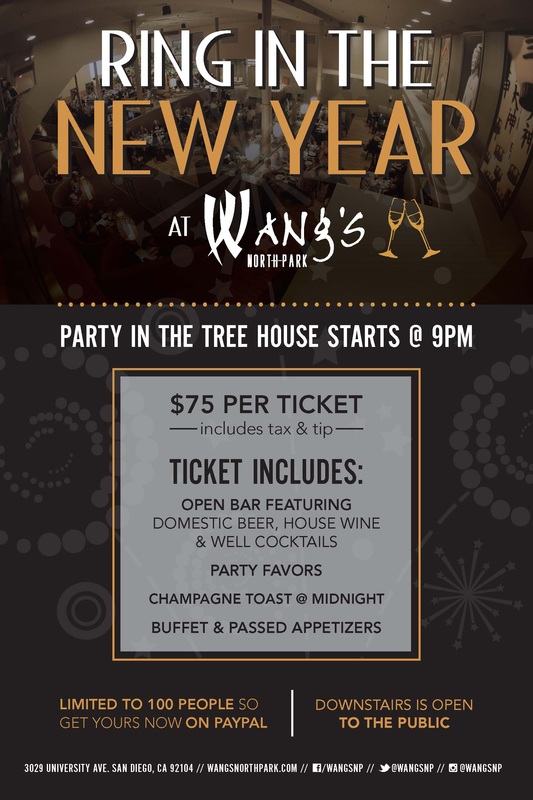 RING IN THE
NEW YEAR
AT WANG'S
NORTH PARK
PARTY IN THE TREE HOUSE STARTS @ 9PM
$75 PER TICKET
includes tax & tip
TICKET INCLUDES:
OPEN BAR FEATURING
DOMESTIC BEER, HOUSE WINE
& WELL COCKTAILS
PARTY FAVORS
CHAMPAGNE TOAST @ MIDNIGHT
BUFFET & PASSED APPETIZERS
LIMITED TO 100 PEOPLE SO
GET YOURS NOW ON PAYPAL
DOWNSTAIRS IS OPEN
TO THE PUBLIC
3029 UNIVERSITY AVE. SAN DIEGO, CA 92104 // WANGSNORTHPARK.COM // f/WANGSNP // @WANGSNP // @WANGSNP